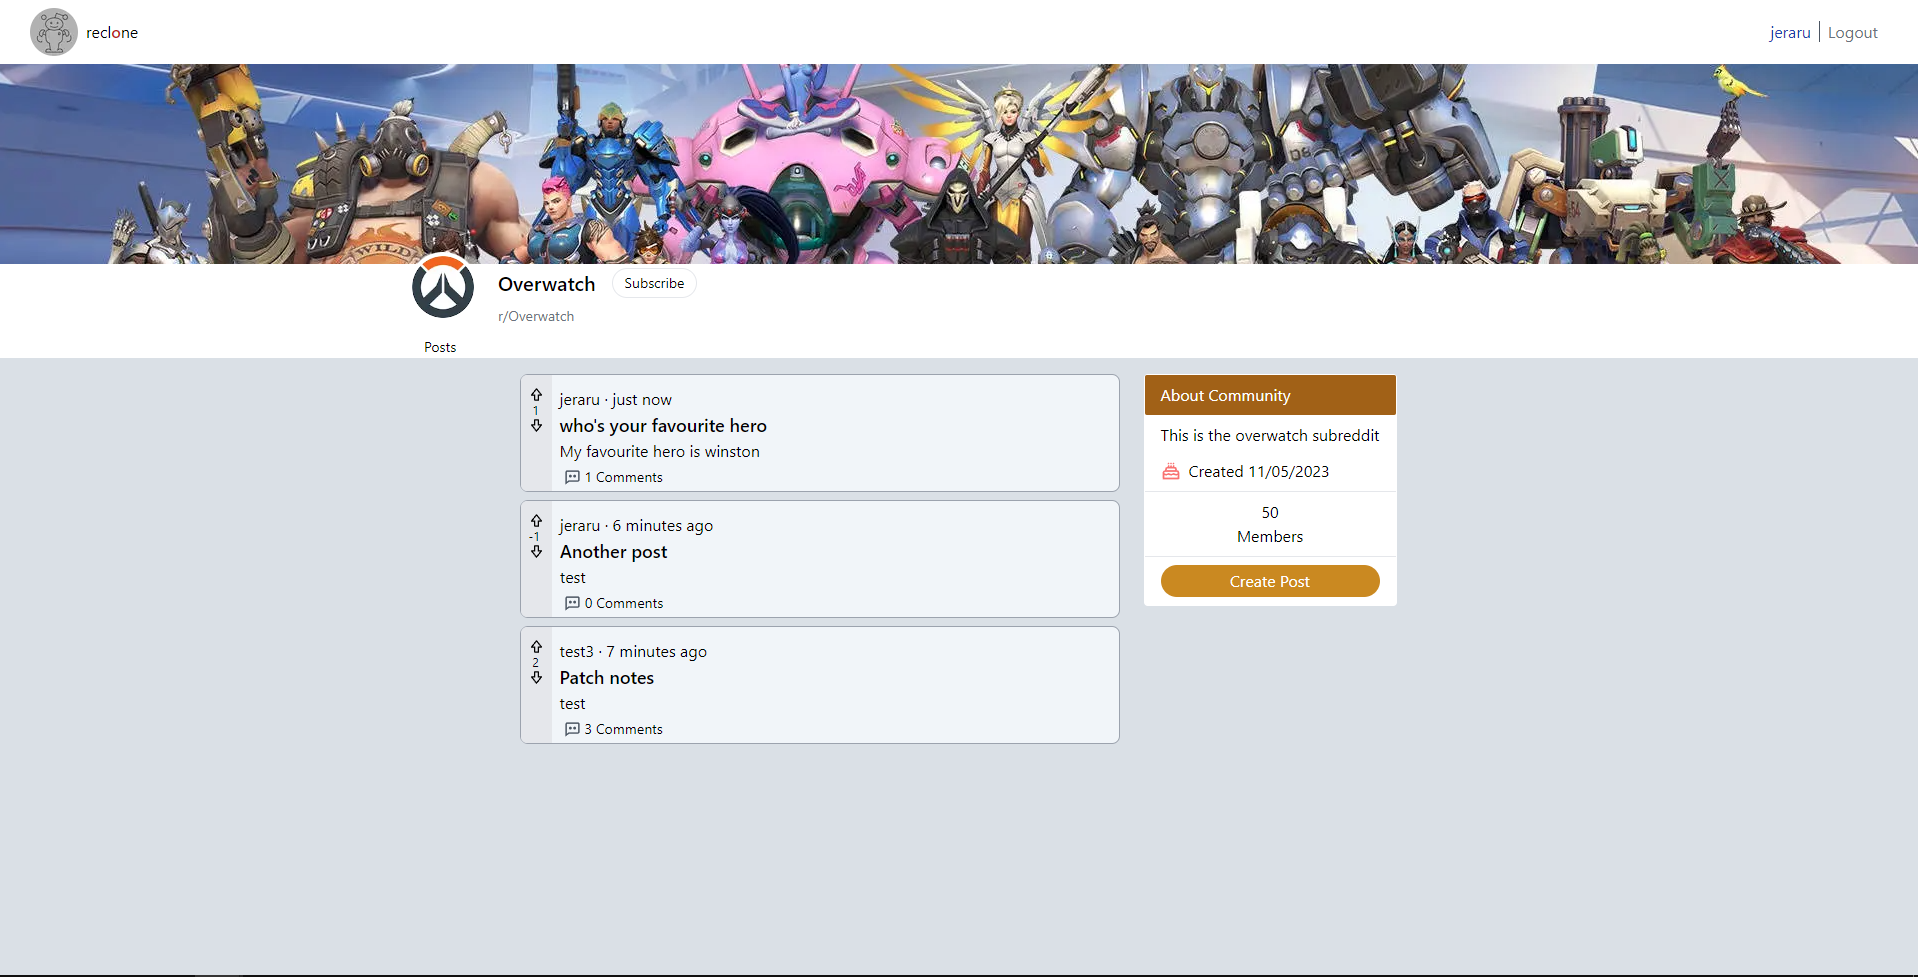 reclone
jeraru
Logout
WILD
D8
54
Overwatch
Subscribe
r/Overwatch
Posts
1
jeraru · just now
who's your favourite hero
My favourite hero is winston
1 Comments
-1
jeraru · 6 minutes ago
Another post
test
0 Comments
2
test3 · 7 minutes ago
Patch notes
test
3 Comments
About Community
This is the overwatch subreddit
Created 11/05/2023
50
Members
Create Post